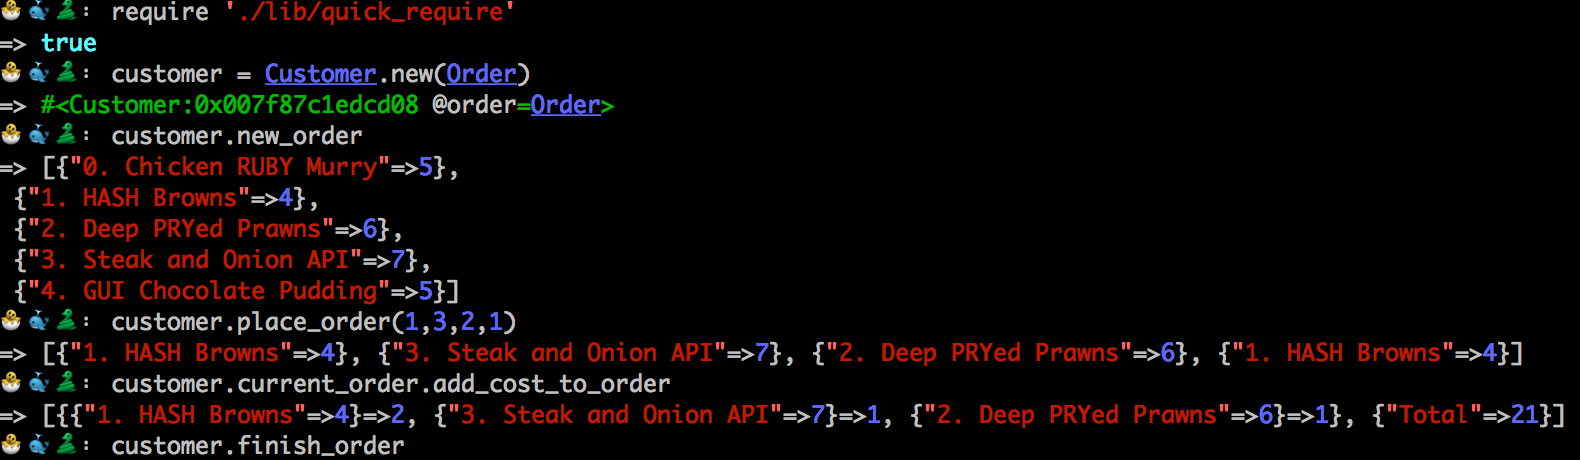 🐣 🐳 🐍: require './lib/quick_require'
=> true
🐣 🐳 🐍: customer = Customer.new(Order)
=> #<Customer:0x007f87c1edcd08 @order=Order>
🐣 🐳 🐍: customer.new_order
=> [{"0. Chicken RUBY Murry"=>5},
 {"1. HASH Browns"=>4},
 {"2. Deep PRYed Prawns"=>6},
 {"3. Steak and Onion API"=>7},
 {"4. GUI Chocolate Pudding"=>5}]
🐣 🐳 🐍: customer.place_order(1,3,2,1)
=> [{"1. HASH Browns"=>4}, {"3. Steak and Onion API"=>7}, {"2. Deep PRYed Prawns"=>6}, {"1. HASH Browns"=>4}]
🐣 🐳 🐍: customer.current_order.add_cost_to_order
=> [{{"1. HASH Browns"=>4}=>2, {"3. Steak and Onion API"=>7}=>1, {"2. Deep PRYed Prawns"=>6}=>1}, {"Total"=>21}]
🐣 🐳 🐍: customer.finish_order